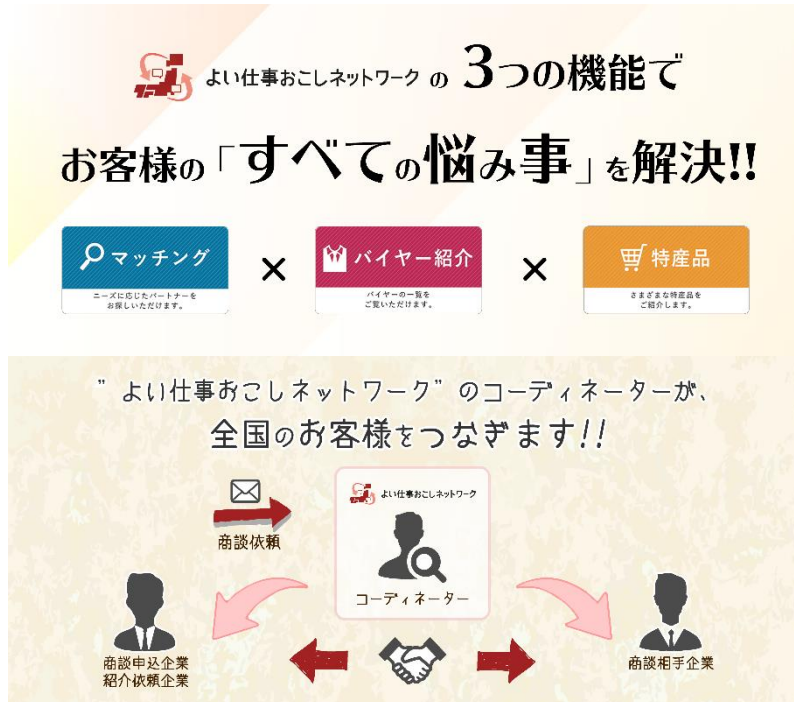 よい仕事おこしネットワーク の 3つの機能で
お客様の「すべての悩み事」を解決!!
マッチング × バイヤー紹介 × 特産品
ニーズに応じたパートナーを
お探しいただけます。
バイヤーの一覧を
ご覧いただけます。
さまざまな特産品を
ご紹介します。
”よい仕事おこしネットワーク”のコーディネーターが、
全国のお客様をつなぎます!!
商談依頼
よい仕事おこしネットワーク
コーディネーター
商談申込企業
紹介依頼企業
商談相手企業